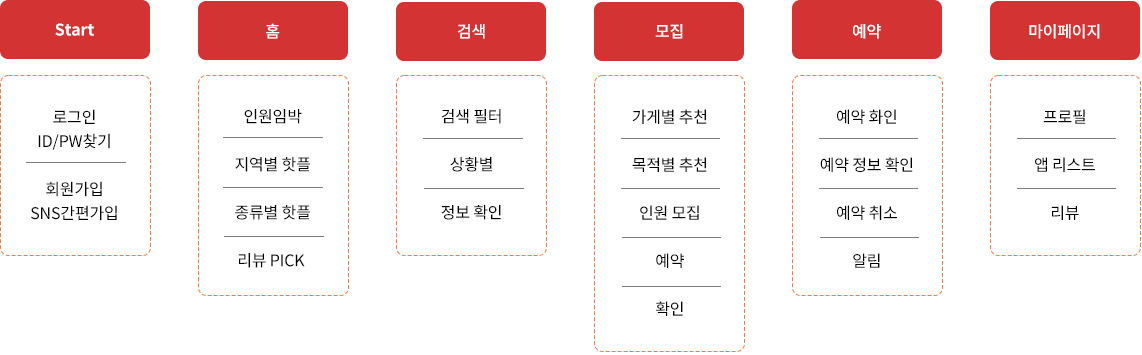 Start
로그인
ID/PW찾기
회원가입
SNS간편가입
홈
인원임박
지역별 핫플
종류별 핫플
리뷰 PICK
검색
검색 필터
상황별
정보 확인
모집
가게별 추천
목적별 추천
인원 모집
예약
확인
예약
예약 화인
예약 정보 확인
예약 취소
알림
마이페이지
프로필
앱 리스트
리뷰